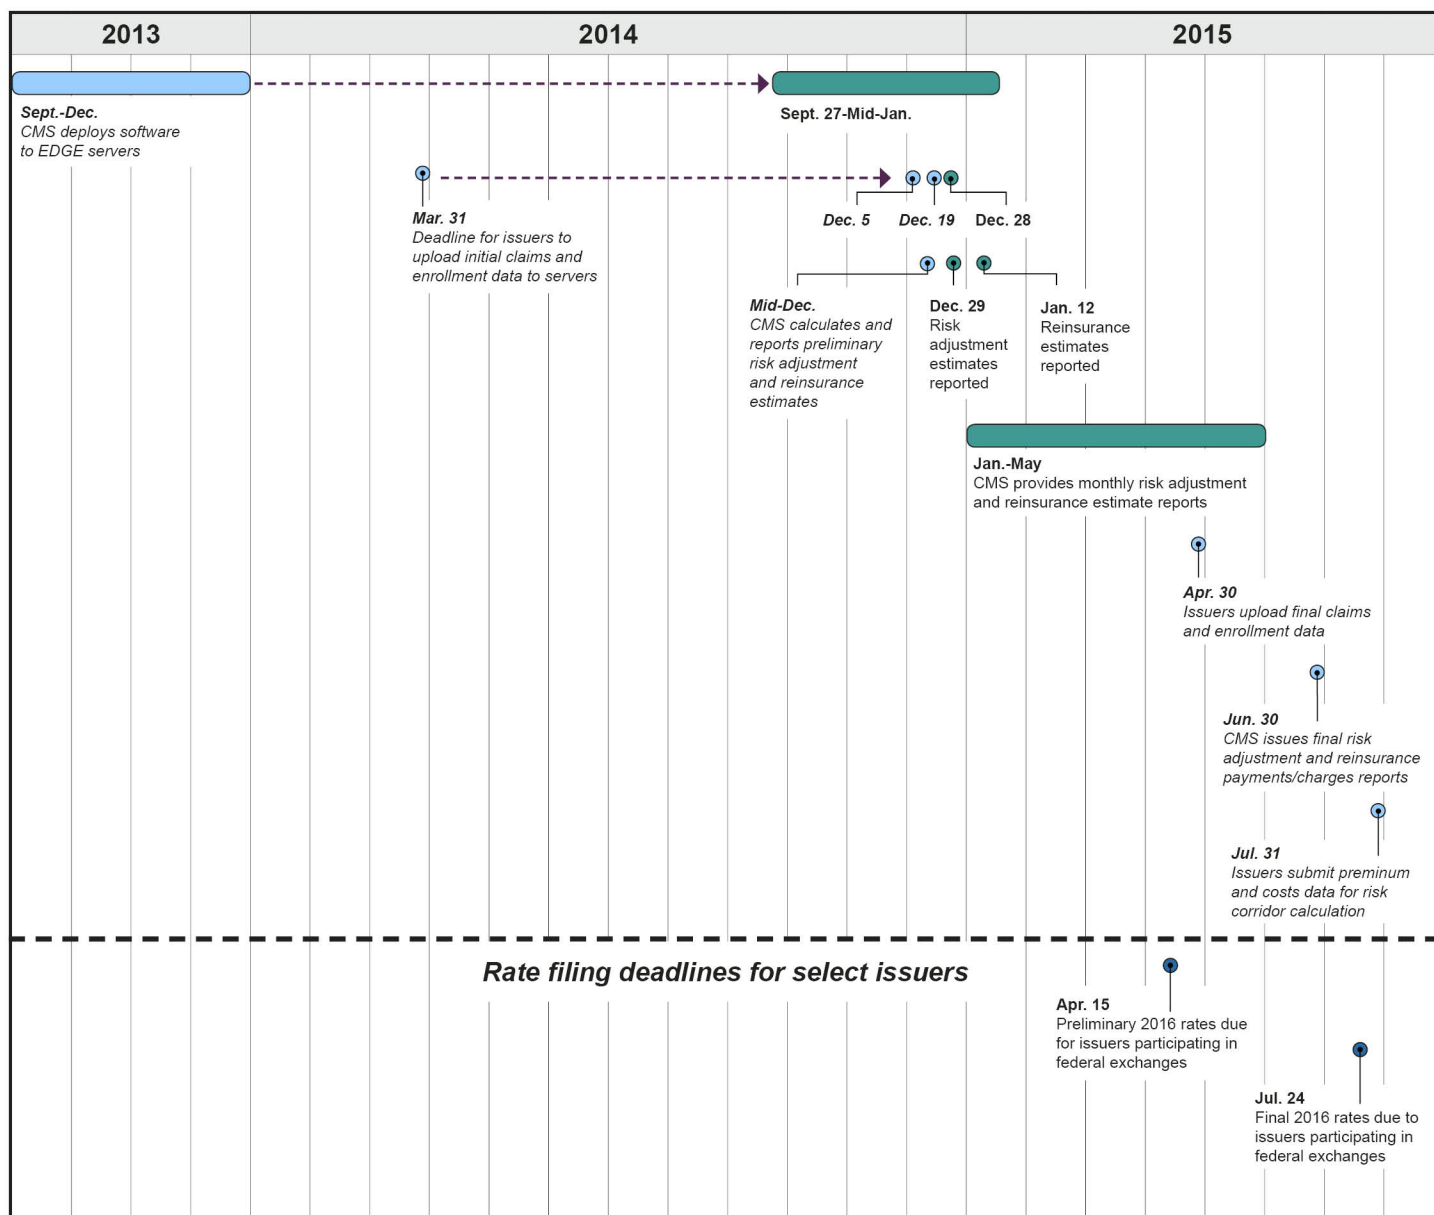 2013
2014
2015
Sept.-Dec.
CMS deploys software
to EDGE servers
Sept. 27-Mid-Jan.
Mar. 31
Deadline for issuers to
upload initial claims and
enrollment data to servers
Dec. 5
Dec. 19
Dec. 28
Mid-Dec.
CMS calculates and
reports preliminary
risk adjustment
and reinsurance
estimates
Dec. 29
Risk
adjustment
estimates
reported
Jan. 12
Reinsurance
estimates
reported
Jan.-May
CMS provides monthly risk adjustment
and reinsurance estimate reports
Apr. 30
Issuers upload final claims
and enrollment data
Jun. 30
CMS issues final risk
adjustment and reinsurance
payments/charges reports
Jul. 31
Issuers submit preminum
and costs data for risk
corridor calculation
Rate filing deadlines for select issuers
Apr. 15
Preliminary 2016 rates due
for issuers participating in
federal exchanges
Jul. 24
Final 2016 rates due to
issuers participating in
federal exchanges